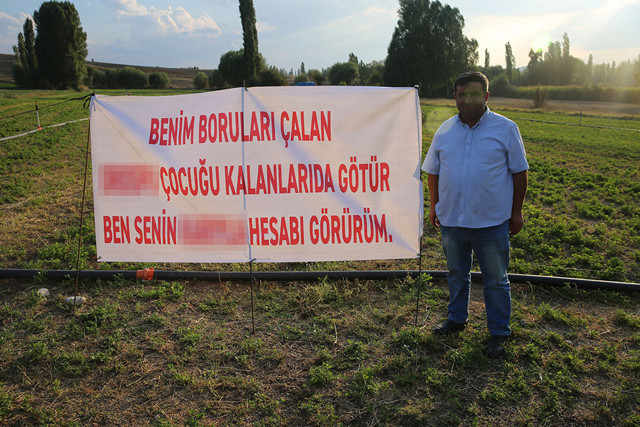 BENİM BORULARI ÇALAN
ÇOCUĞU KALANLARIDA GÖTÜR
BEN SENİN HESABI GÖRÜRÜM.